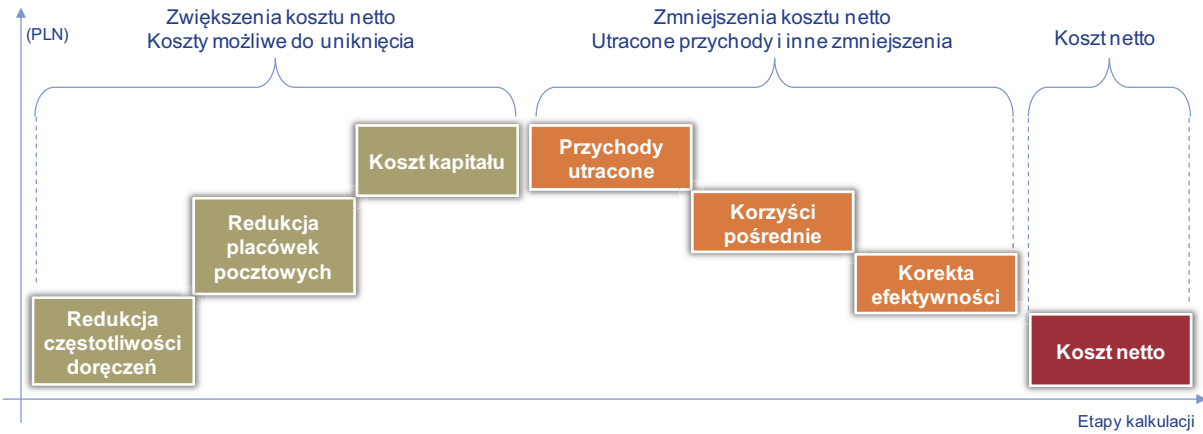 (PLN)
Zwiększenia kosztu netto
Koszty możliwe do uniknięcia
Zmniejszenia kosztu netto
Utracone przychody i inne zmniejszenia
Koszt netto
Koszt kapitału
Przychody
utracone
Redukcja
placówek
pocztowych
Korzyści
pośrednie
Korekta
efektywności
Redukcja
częstotliwości
doręczeń
Koszt netto
Etapy kalkulacji